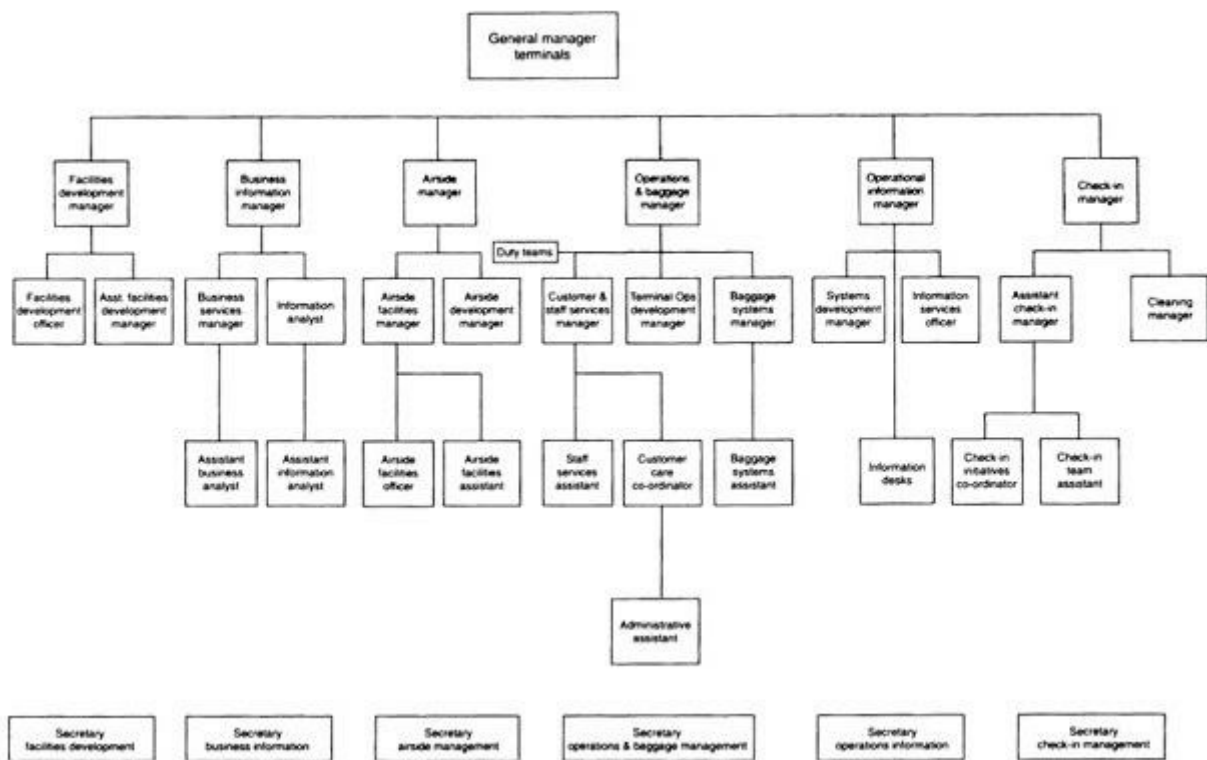 General manager
terminals
Facilities
development
manager
Business
information
manager
Airside
manager
Operations
& baggage
manager
Operational
information
manager
Check-in
manager
Duty teams
Facilities
development
officer
Asst. facilities
development
manager
Business
services
manager
Information
analyst
Airside
facilities
manager
Airside
development
manager
Customer &
staff services
manager
Terminal Ops
development
manager
Baggage
systems
manager
Systems
development
manager
Information
services
officer
Assistant
check-in
manager
Cleaning
manager
Assistant
business
analyst
Assistant
information
analyst
Airside
facilities
officer
Airside
facilities
assistant
Staff
services
assistant
Customer
care
co-ordinator
Baggage
systems
assistant
Information
desks
Check-in
initiatives
co-ordinator
Check-in
team
assistant
Administrative
assistant
Secretary
facilities development
Secretary
business information
Secretary
airside management
Secretary
operations & baggage management
Secretary
operations information
Secretary
check-in management